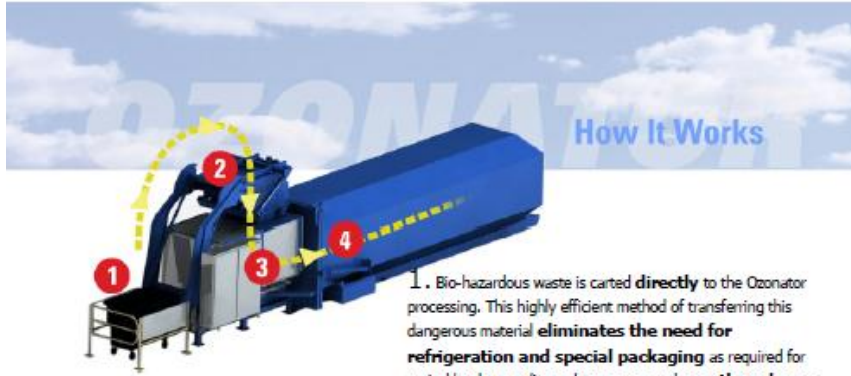 OZONATOR
How It Works
1
2
3
4
1. Bio-hazardous waste is carted directly to the Ozonator
processing. This highly efficient method of transferring this
dangerous material eliminates the need for
refrigeration and special packaging as required for